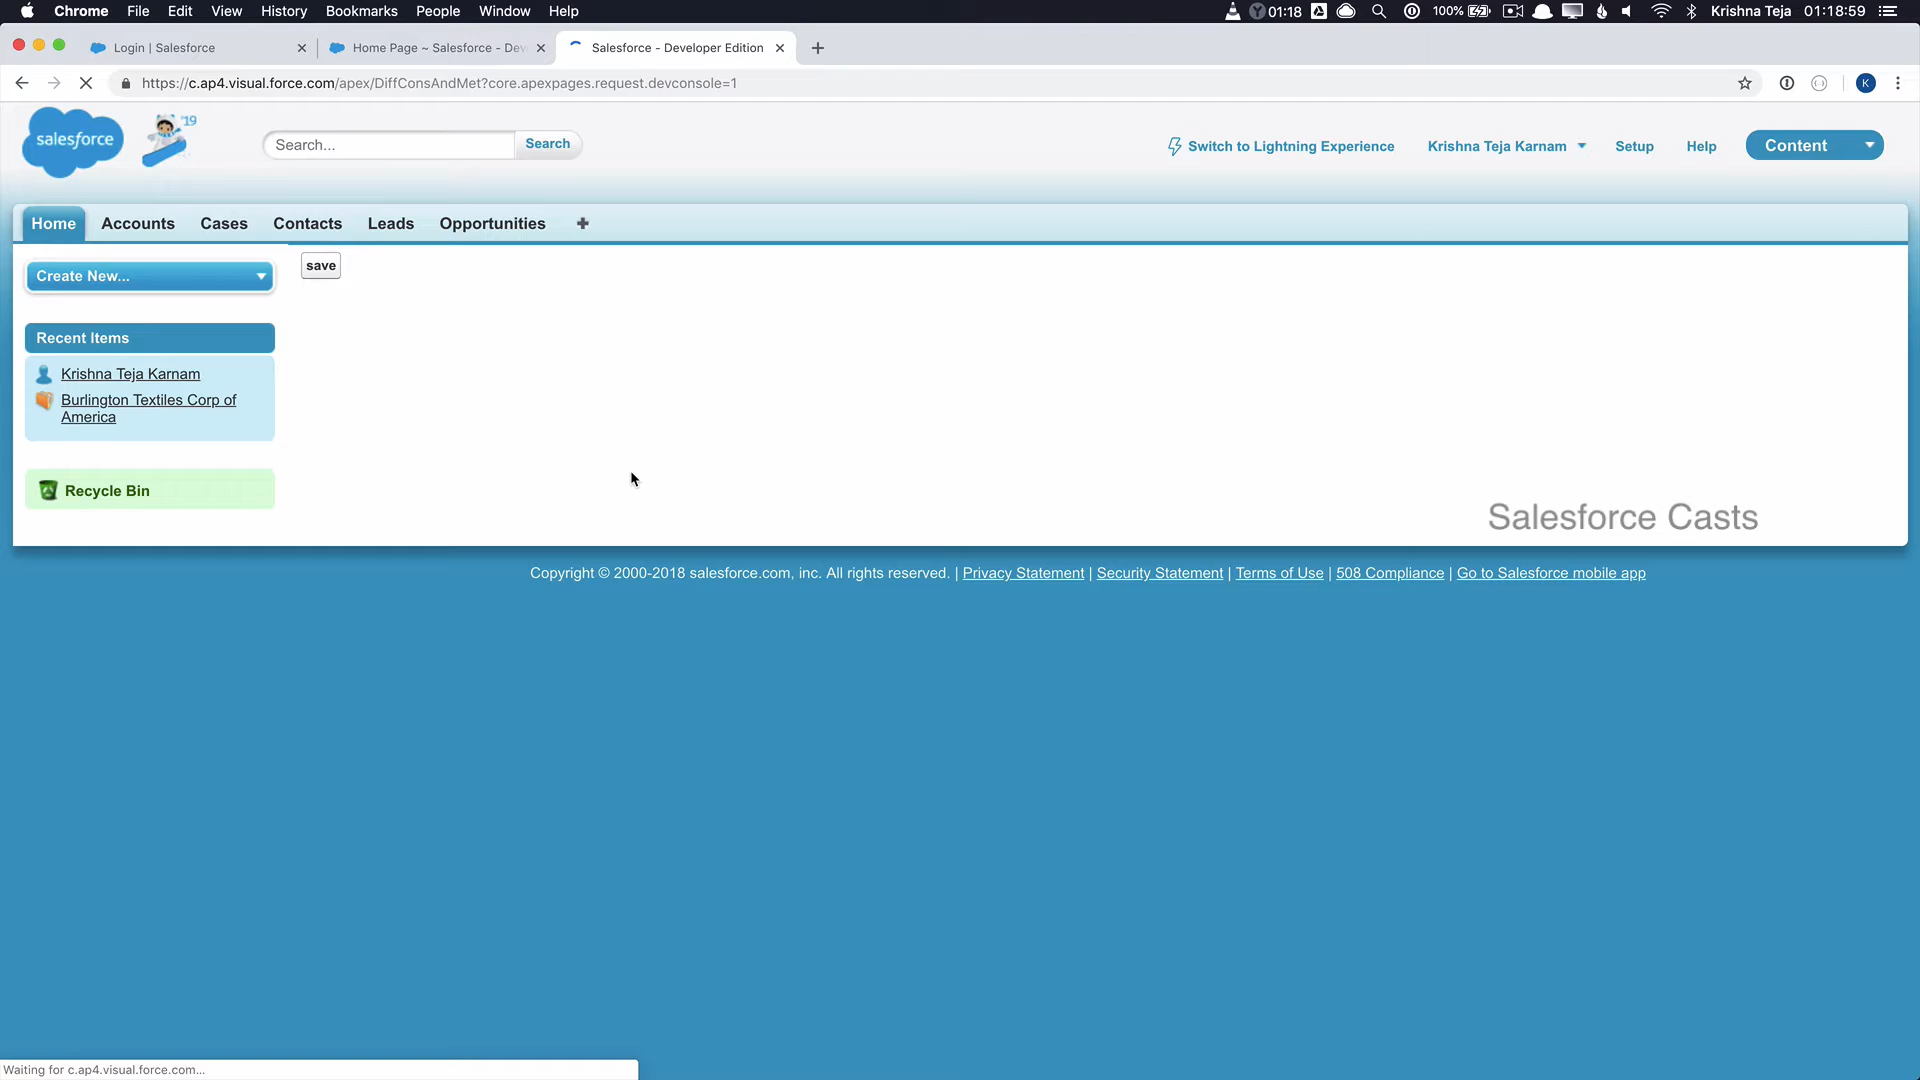 Chrome File Edit View History Bookmarks People Window Help 01:18 100% Krishna Teja 01:18:59
Login | Salesforce Home Page ~ Salesforce - Dev Salesforce - Developer Edition
https://c.ap4.visual.force.com/apex/DiffConsAndMet?core.apexpages.request.devconsole=1 K
salesforce '19 Search... Search Switch to Lightning Experience Krishna Teja Karnam Setup Help Content
Home Accounts Cases Contacts Leads Opportunities +
Create New...
save
Recent Items
Krishna Teja Karnam
Burlington Textiles Corp of
America
Recycle Bin
Salesforce Casts
Copyright © 2000-2018 salesforce.com, inc. All rights reserved. | Privacy Statement | Security Statement | Terms of Use | 508 Compliance | Go to Salesforce mobile app
Waiting for c.ap4.visual.force.com...